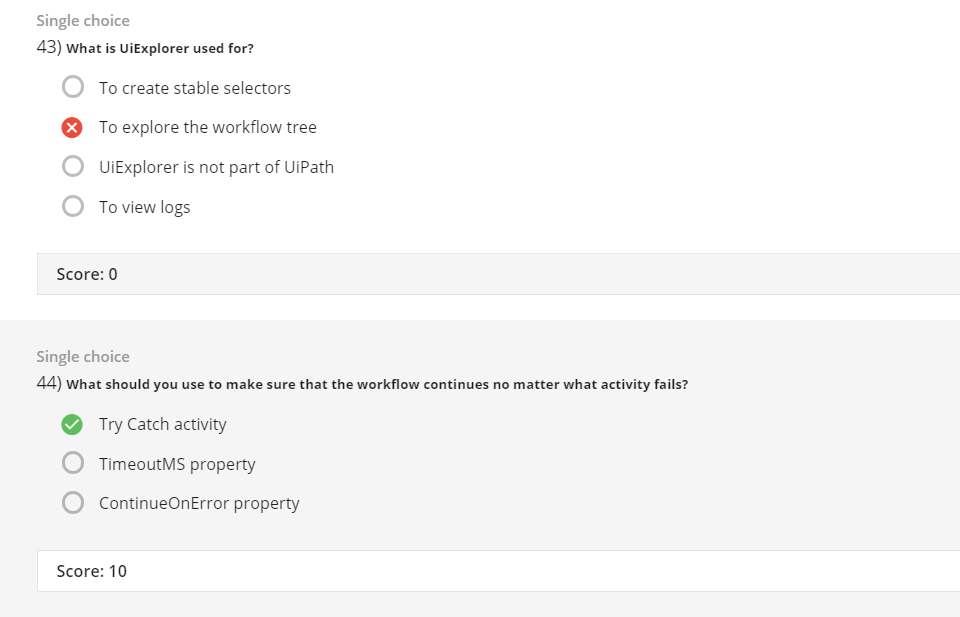 Single choice
43) What is UiExplorer used for?
To create stable selectors
To explore the workflow tree
UiExplorer is not part of UiPath
To view logs
Score: 0
Single choice
44) What should you use to make sure that the workflow continues no matter what activity fails?
Try Catch activity
TimeoutMS property
ContinueOnError property
Score: 10